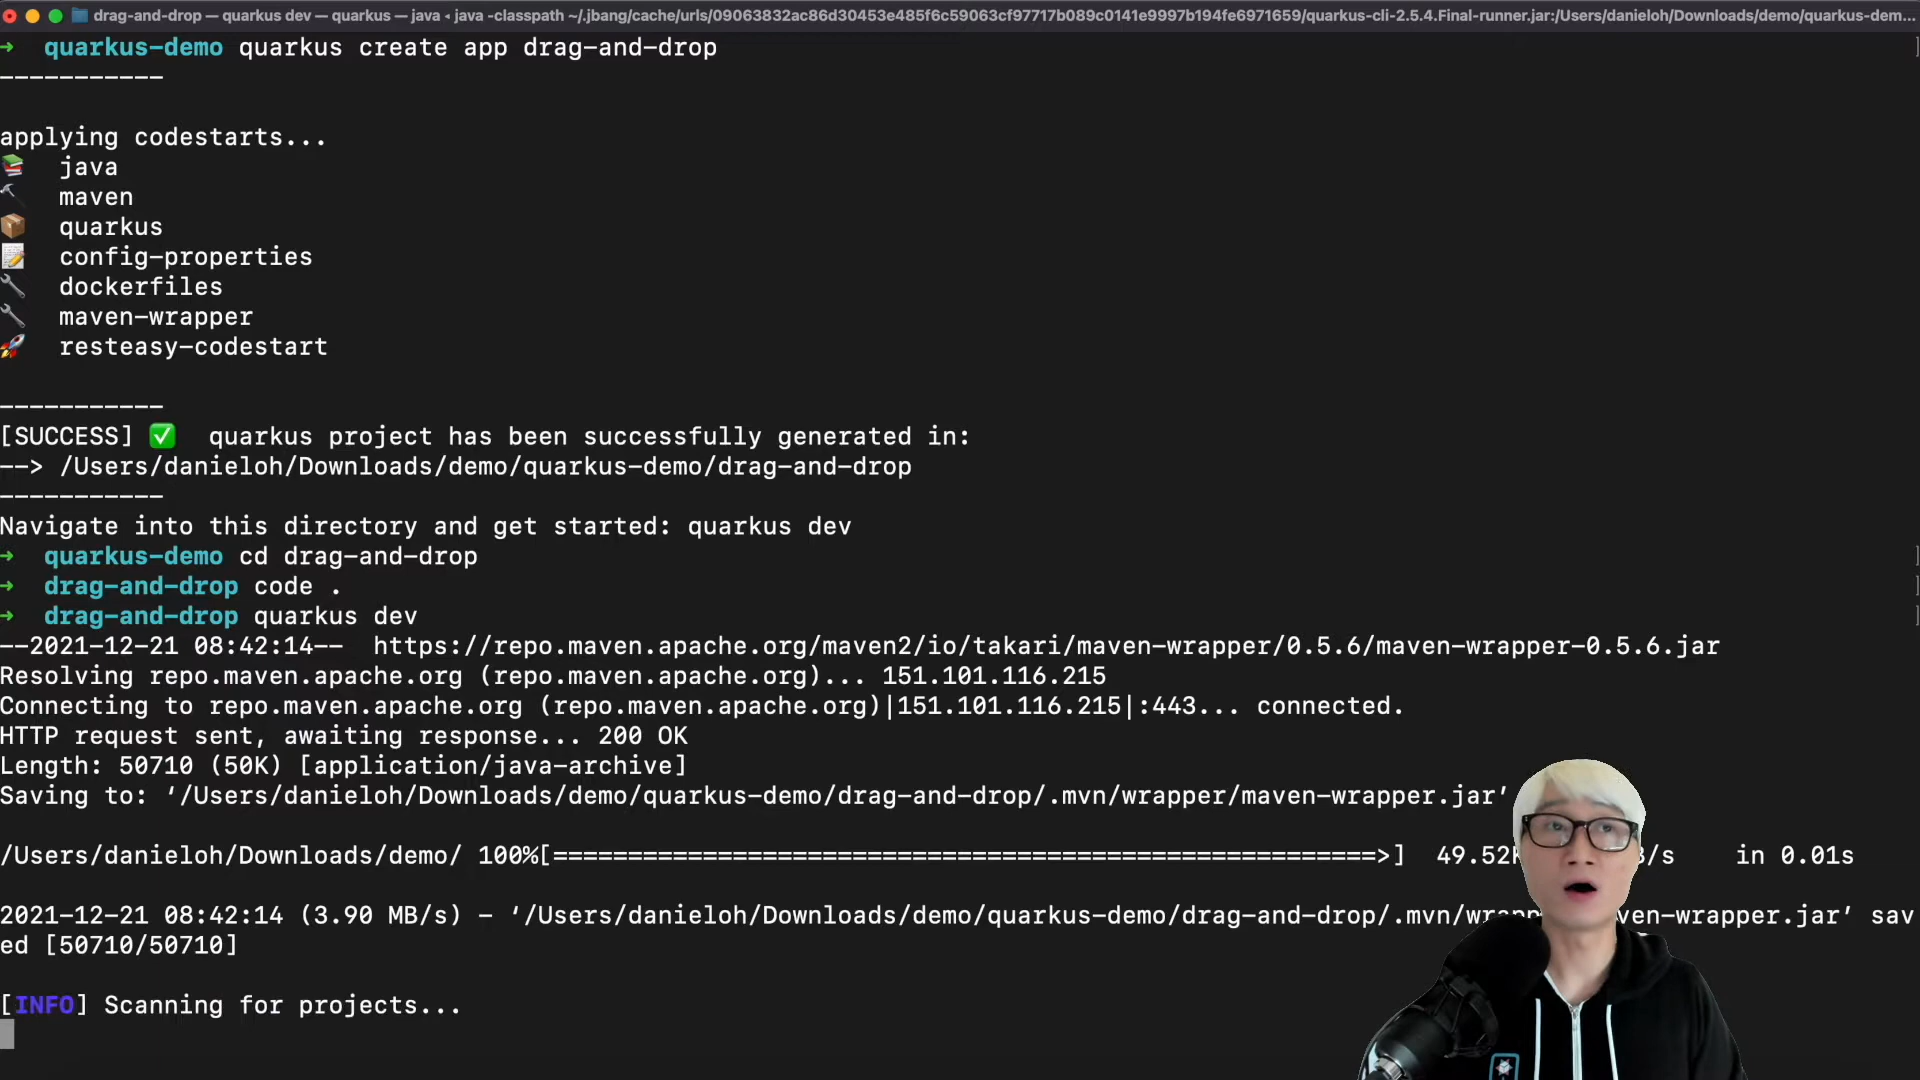 drag-and-drop — quarkus dev — quarkus — java ◂ java -classpath ~/.jbang/cache/urls/09063832ac86d30453e485f6c59063cf97717b089c0141e9997b194fe6971659/quarkus-cli-2.5.4.Final-runner.jar:/Users/danieloh/Downloads/demo/quarkus-dem...
➜ quarkus-demo quarkus create app drag-and-drop
-----------
applying codestarts...
📚 java
🔨 maven
📦 quarkus
📝 config-properties
🔧 dockerfiles
🔧 maven-wrapper
🚀 resteasy-codestart
-----------
[SUCCESS] ✅ quarkus project has been successfully generated in:
--> /Users/danieloh/Downloads/demo/quarkus-demo/drag-and-drop
-----------
Navigate into this directory and get started: quarkus dev
➜ quarkus-demo cd drag-and-drop
➜ drag-and-drop code .
➜ drag-and-drop quarkus dev
--2021-12-21 08:42:14-- https://repo.maven.apache.org/maven2/io/takari/maven-wrapper/0.5.6/maven-wrapper-0.5.6.jar
Resolving repo.maven.apache.org (repo.maven.apache.org)... 151.101.116.215
Connecting to repo.maven.apache.org (repo.maven.apache.org)|151.101.116.215|:443... connected.
HTTP request sent, awaiting response... 200 OK
Length: 50710 (50K) [application/java-archive]
Saving to: ‘/Users/danieloh/Downloads/demo/quarkus-demo/drag-and-drop/.mvn/wrapper/maven-wrapper.jar’
/Users/danieloh/Downloads/demo/ 100%[=======================================================>] 49.52K /s in 0.01s
2021-12-21 08:42:14 (3.90 MB/s) - ‘/Users/danieloh/Downloads/demo/quarkus-demo/drag-and-drop/.mvn/wrapp ven-wrapper.jar’ sav
ed [50710/50710]
[INFO] Scanning for projects...